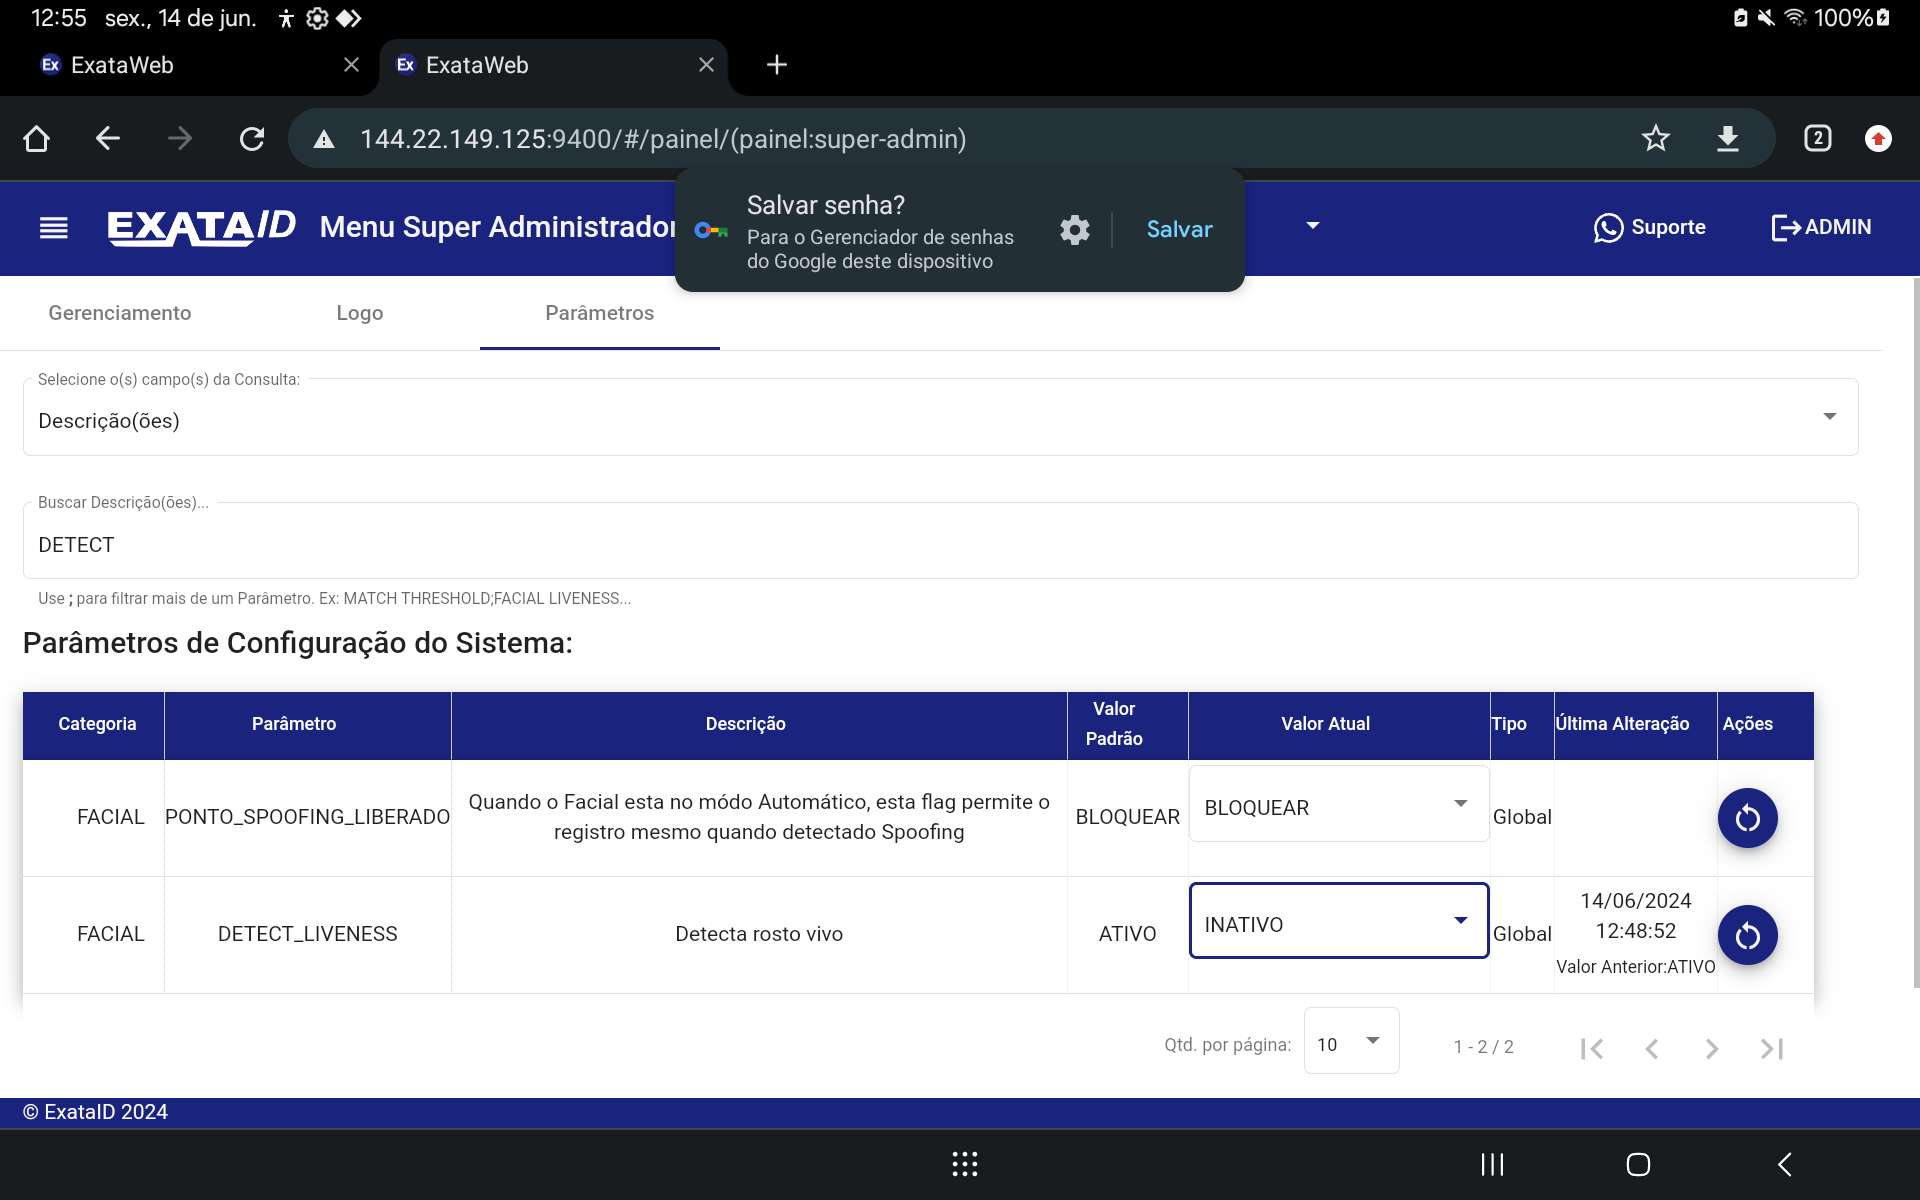 12:55 sex., 14 de jun.
100%
Ex ExataWeb
Ex ExataWeb
144.22.149.125:9400/#/painel/(painel:super-admin)
2
EXATAID Menu Super Administrador
Salvar senha?
Para o Gerenciador de senhas
do Google deste dispositivo
Salvar
Suporte
ADMIN
Gerenciamento
Logo
Parâmetros
Selecione o(s) campo(s) da Consulta:
Descrição(ões)
Buscar Descrição(ões)...
DETECT
Use ; para filtrar mais de um Parâmetro. Ex: MATCH THRESHOLD;FACIAL LIVENESS...
Parâmetros de Configuração do Sistema:
Categoria
Parâmetro
Descrição
Valor
Padrão
Valor Atual
Tipo
Última Alteração
Ações
FACIAL
PONTO_SPOOFING_LIBERADO
Quando o Facial esta no módo Automático, esta flag permite o
registro mesmo quando detectado Spoofing
BLOQUEAR
BLOQUEAR
Global
FACIAL
DETECT_LIVENESS
Detecta rosto vivo
ATIVO
INATIVO
Global
14/06/2024
12:48:52
Valor Anterior:ATIVO
Qtd. por página:
10
1 - 2 / 2
© ExataID 2024